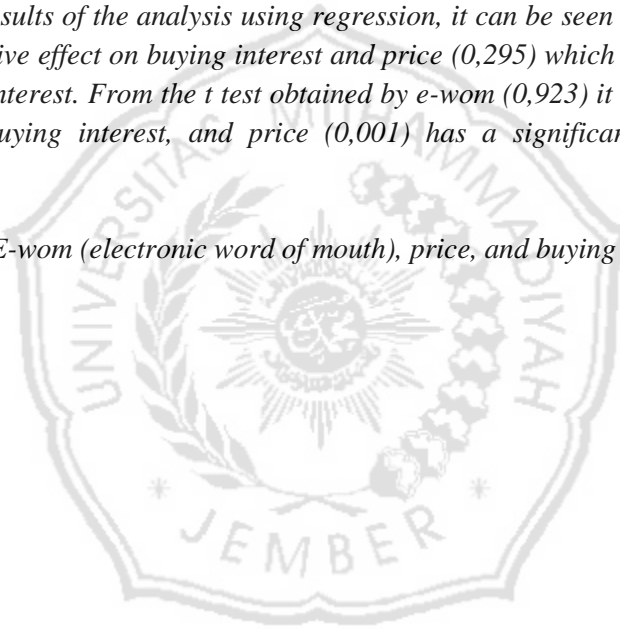 sults of the analysis using regression, it can be seen
ive effect on buying interest and price (0,295) which
nterest. From the t test obtained by e-wom (0,923) it
uying interest, and price (0,001) has a significan
E-wom (electronic word of mouth), price, and buying
UNIVERSITAS MUHAMMADIYAH
JEMBER